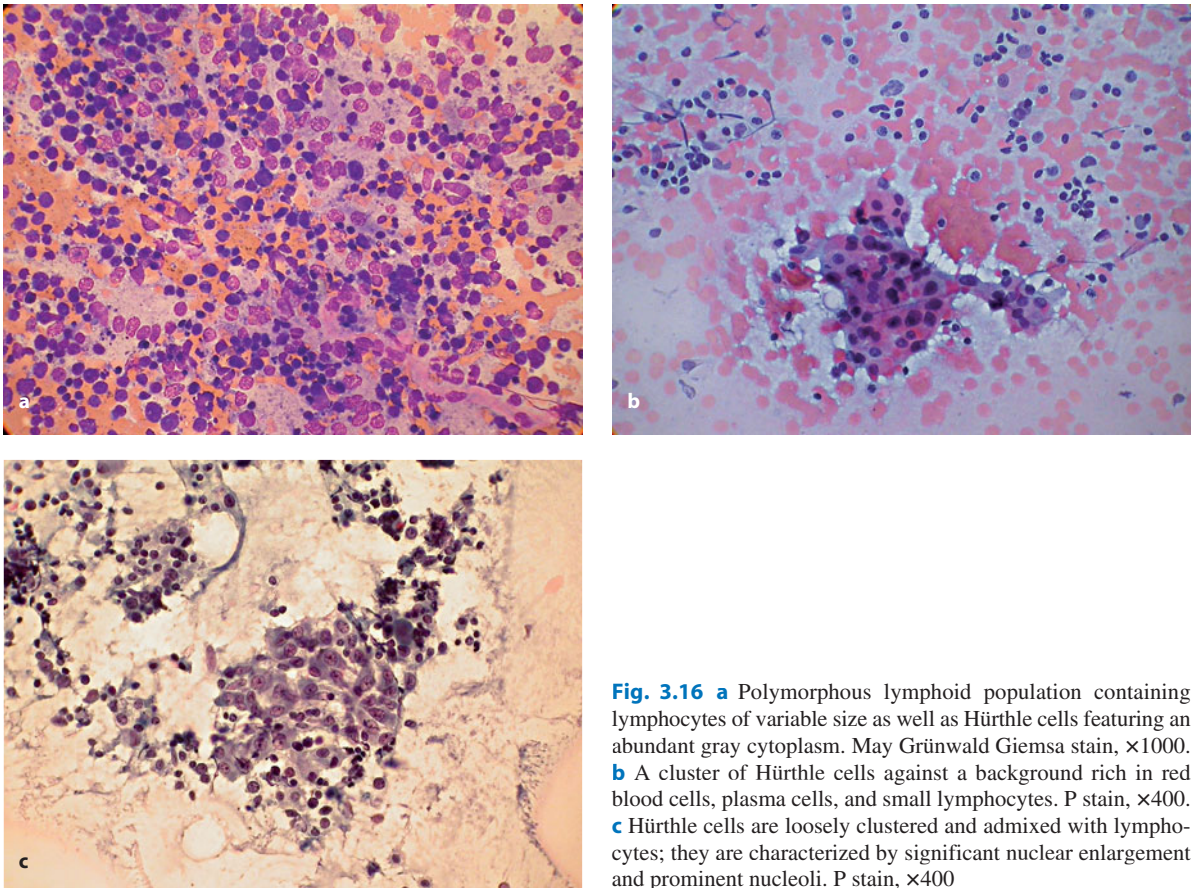 a
b
c
Fig. 3.16 a Polymorphous lymphoid population containing
lymphocytes of variable size as well as Hürthle cells featuring an
abundant gray cytoplasm. May Grünwald Giemsa stain, ×1000.
b A cluster of Hürthle cells against a background rich in red
blood cells, plasma cells, and small lymphocytes. P stain, ×400.
c Hürthle cells are loosely clustered and admixed with lympho-
cytes; they are characterized by significant nuclear enlargement
and prominent nucleoli. P stain, ×400